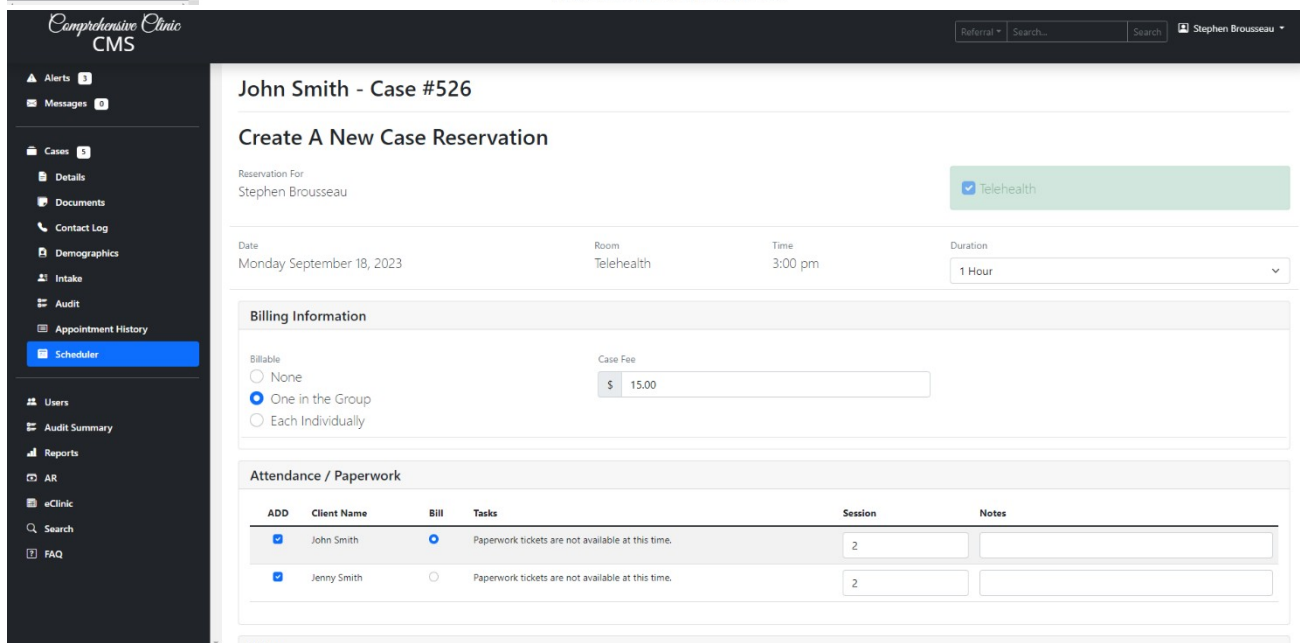 Comprehensive Clinic
CMS
Referral
Search...
Search
Stephen Brousseau
Alerts 3
Messages 0
Cases 5
Details
Documents
Contact Log
Demographics
Intake
Audit
Appointment History
Scheduler
Users
Audit Summary
Reports
AR
eClinic
Search
FAQ
John Smith - Case #526
Create A New Case Reservation
Reservation For
Stephen Brousseau
Telehealth
Date Room Time Duration
Monday September 18, 2023 Telehealth 3:00 pm 1 Hour
Billing Information
Billable Case Fee
None
$ 15.00
One in the Group
Each Individually
Attendance / Paperwork
ADD Client Name Bill Tasks Session Notes
John Smith Paperwork tickets are not available at this time. 2
Jenny Smith Paperwork tickets are not available at this time. 2